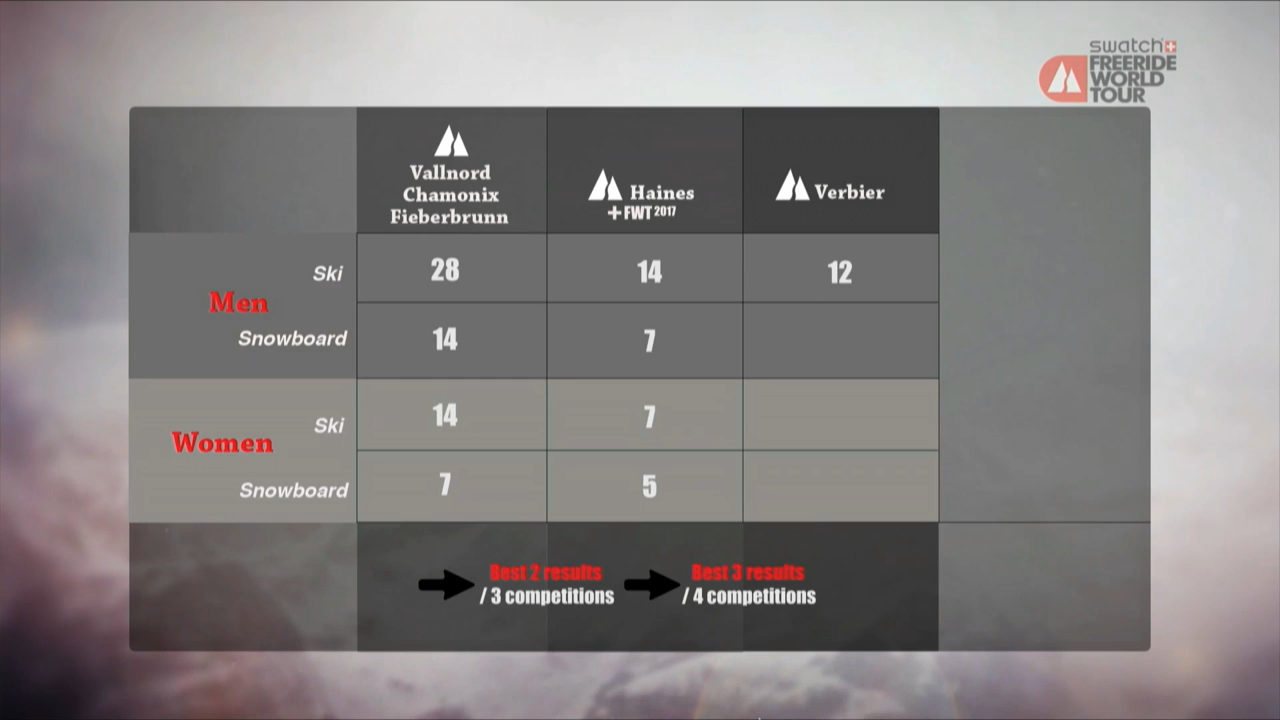 swatch
FREERIDE
WORLD
TOUR
Vallnord
Chamonix
Fieberbrunn
Haines
+FWT 2017
Verbier
Men
Ski
28
14
12
Snowboard
14
7
Women
Ski
14
7
Snowboard
7
5
Best 2 results
/ 3 competitions
Best 3 results
/ 4 competitions